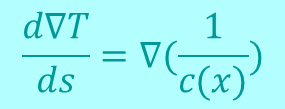 d∇T/ds = ∇(1/c(x))